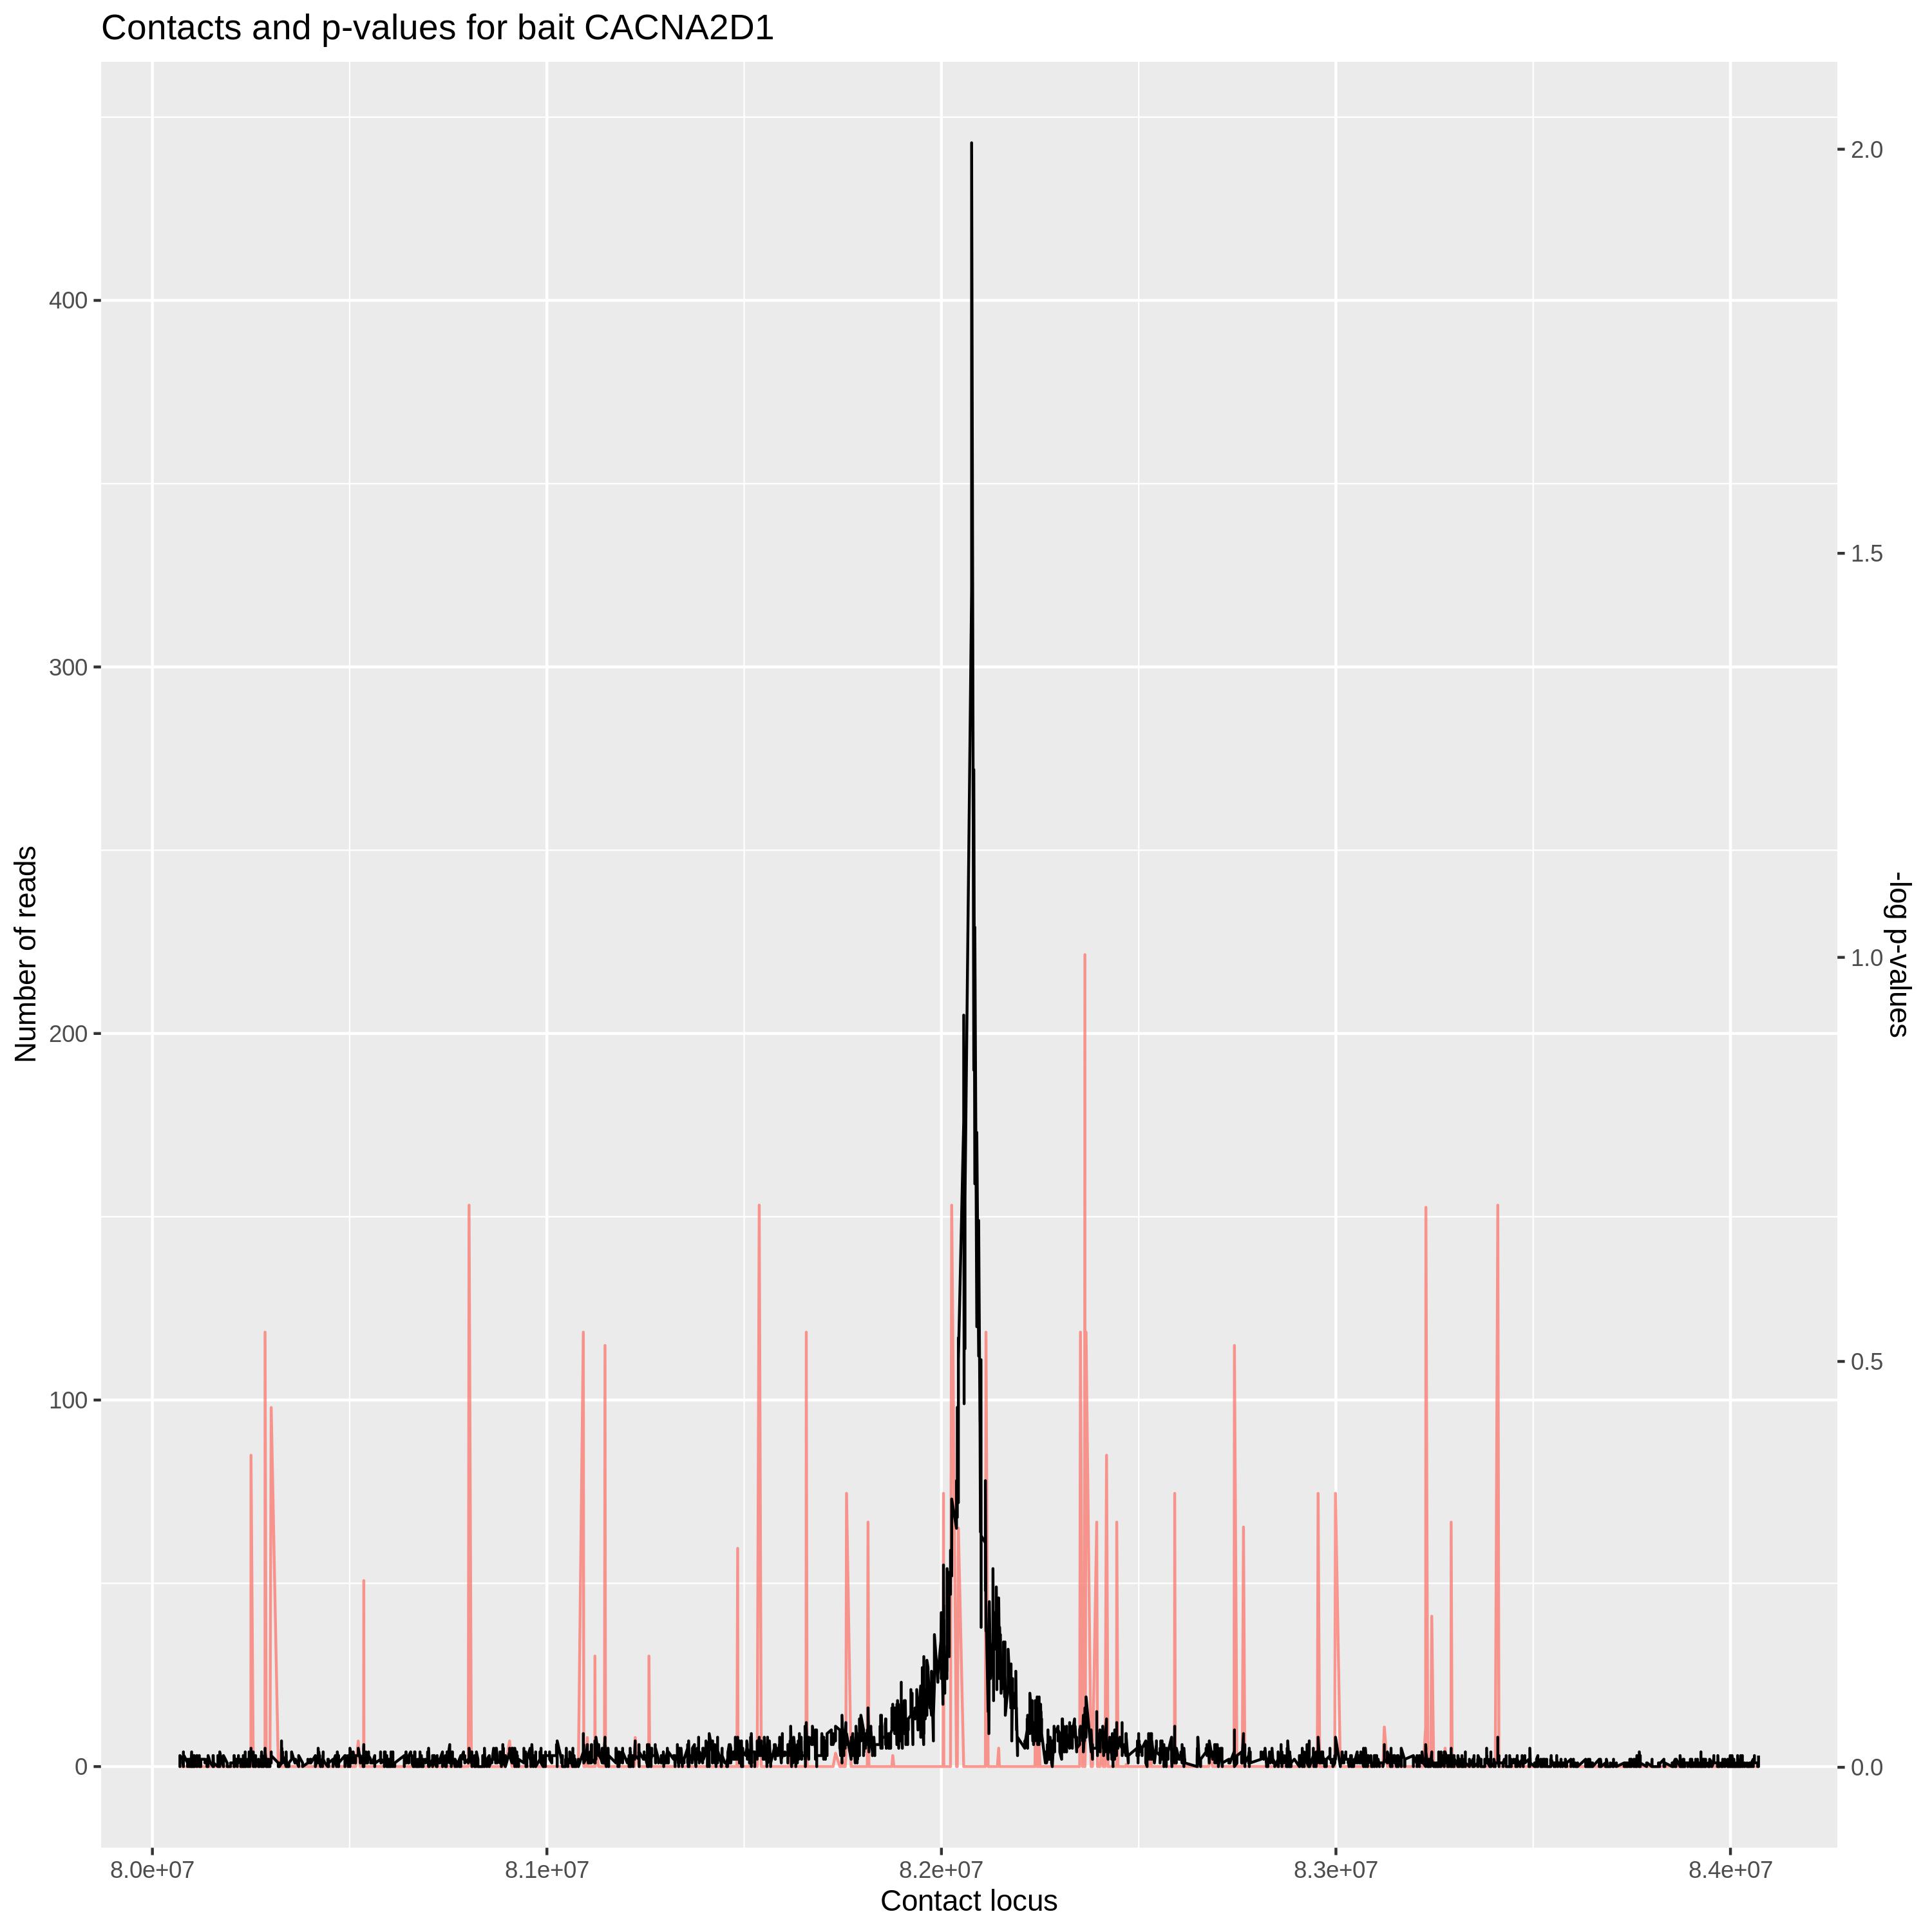 Contacts and p-values for bait CACNA2D1
Number of reads
400
300
200
100
0
2.0
1.5
1.0
0.5
0.0
-log p-values
8.0e+07 8.1e+07 8.2e+07 8.3e+07 8.4e+07
Contact locus